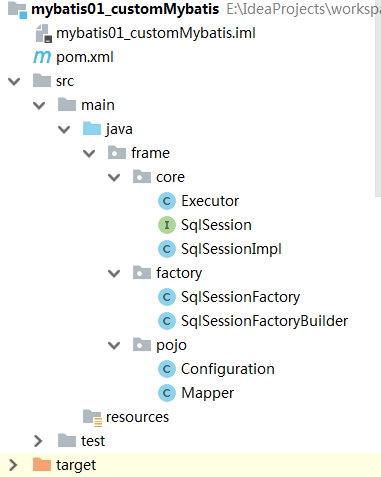 mybatis01_customMybatis E:\IdeaProjects\workspa
mybatis01_customMybatis.iml
m pom.xml
src
main
java
frame
core
C Executor
I SqlSession
C SqlSessionImpl
factory
C SqlSessionFactory
C SqlSessionFactoryBuilder
pojo
C Configuration
C Mapper
resources
test
target